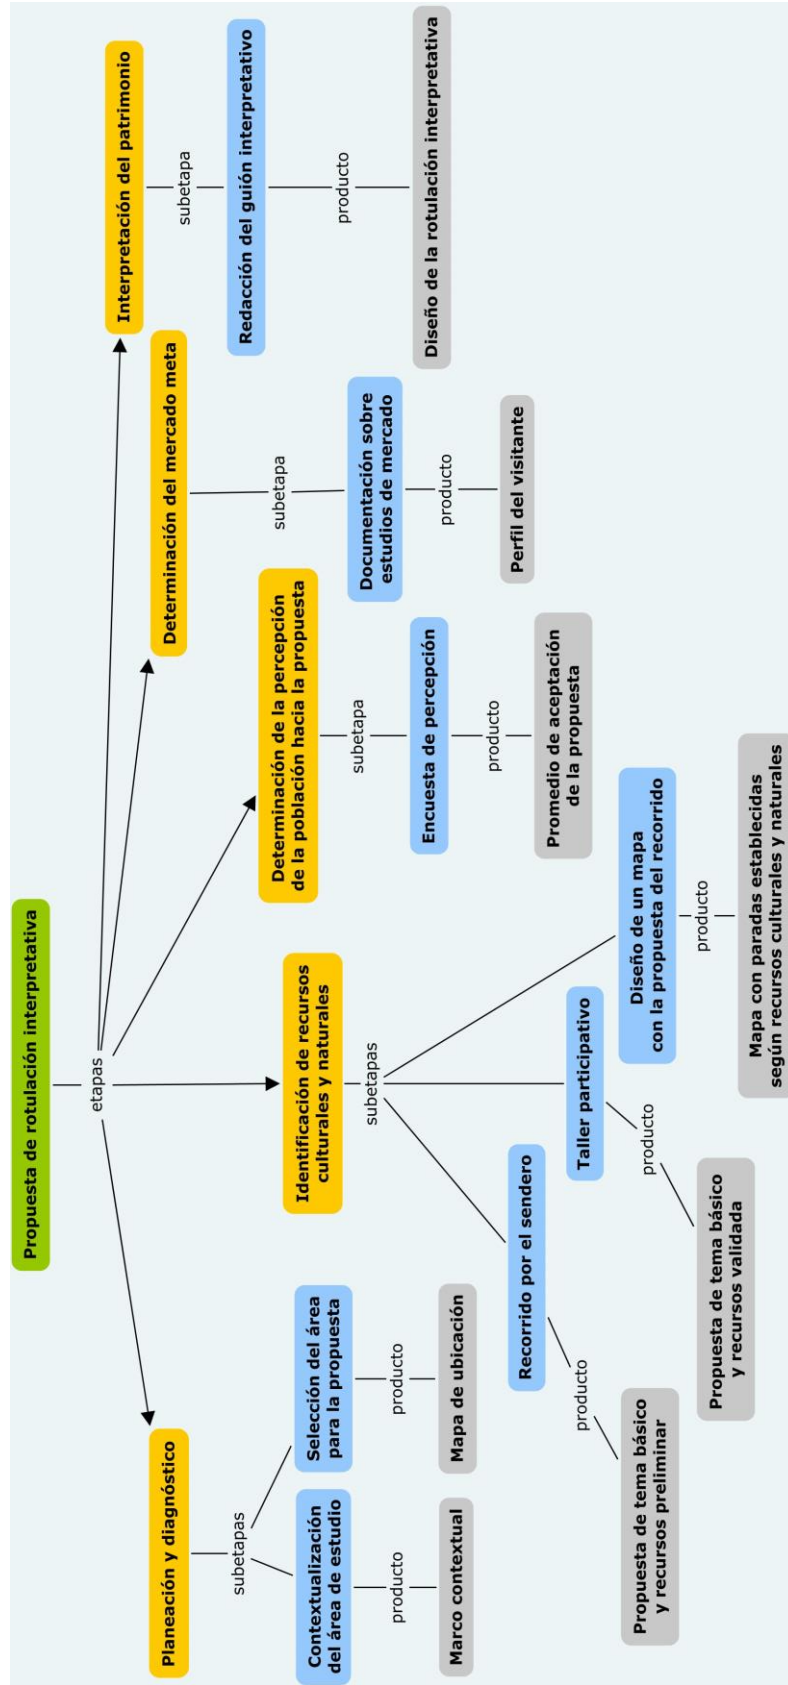 Propuesta de rotulación interpretativa
etapas
Planeación y diagnóstico
subetapas
Contextualización
del área de estudio
producto
Marco contextual
Selección del área
para la propuesta
producto
Mapa de ubicación
Identificación de recursos
culturales y naturales
subetapas
Recorrido por el sendero
producto
Propuesta de tema básico
y recursos preliminar
Taller participativo
producto
Propuesta de tema básico
y recursos validada
Diseño de un mapa
con la propuesta del recorrido
producto
Mapa con paradas establecidas
según recursos culturales y naturales
Determinación de la percepción
de la población hacia la propuesta
subetapa
Encuesta de percepción
producto
Promedio de aceptación
de la propuesta
Determinación del mercado meta
subetapa
Documentación sobre
estudios de mercado
producto
Perfil del visitante
Interpretación del patrimonio
subetapa
Redacción del guión interpretativo
producto
Diseño de la rotulación interpretativa